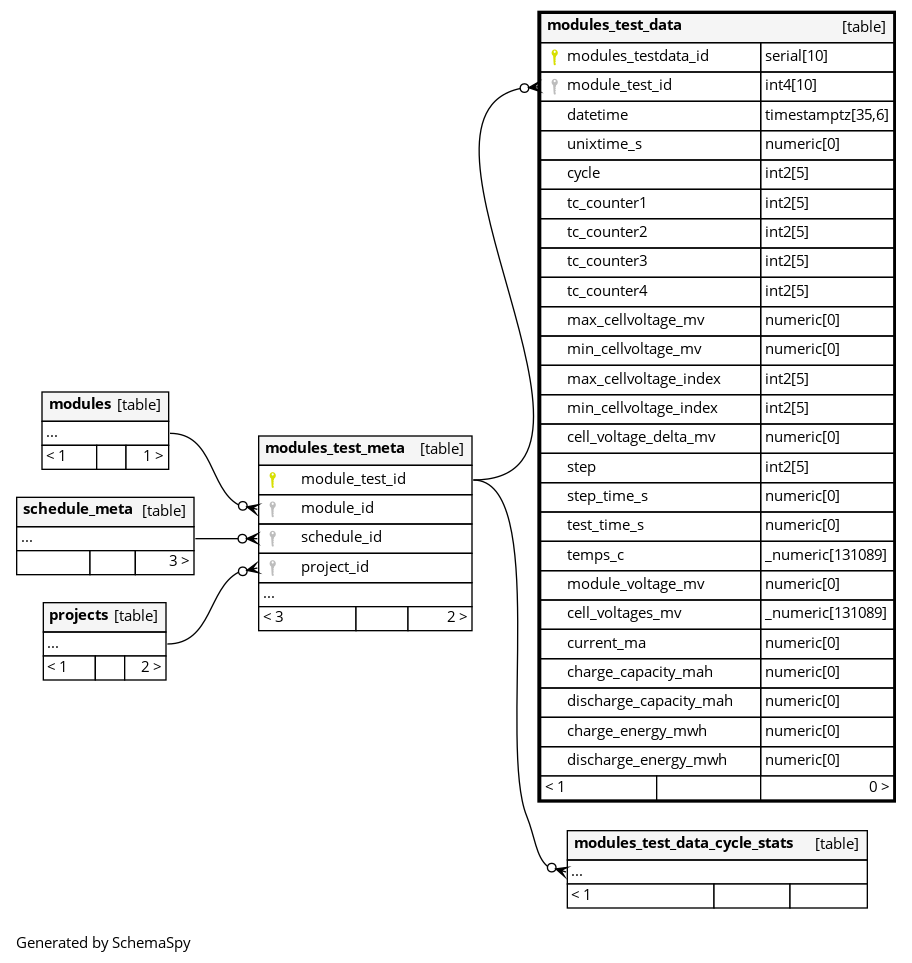 modules_test_data [table]
modules_testdata_id serial[10]
module_test_id int4[10]
datetime timestamptz[35,6]
unixtime_s numeric[0]
cycle int2[5]
tc_counter1 int2[5]
tc_counter2 int2[5]
tc_counter3 int2[5]
tc_counter4 int2[5]
max_cellvoltage_mv numeric[0]
min_cellvoltage_mv numeric[0]
max_cellvoltage_index int2[5]
min_cellvoltage_index int2[5]
cell_voltage_delta_mv numeric[0]
step int2[5]
step_time_s numeric[0]
test_time_s numeric[0]
temps_c _numeric[131089]
module_voltage_mv numeric[0]
cell_voltages_mv _numeric[131089]
current_ma numeric[0]
charge_capacity_mah numeric[0]
discharge_capacity_mah numeric[0]
charge_energy_mwh numeric[0]
discharge_energy_mwh numeric[0]
< 1 0 >
modules [table]
...
< 1 1 >
schedule_meta [table]
...
3 >
projects [table]
...
< 1 2 >
modules_test_meta [table]
module_test_id
module_id
schedule_id
project_id
...
< 3 2 >
modules_test_data_cycle_stats [table]
...
< 1
Generated by SchemaSpy